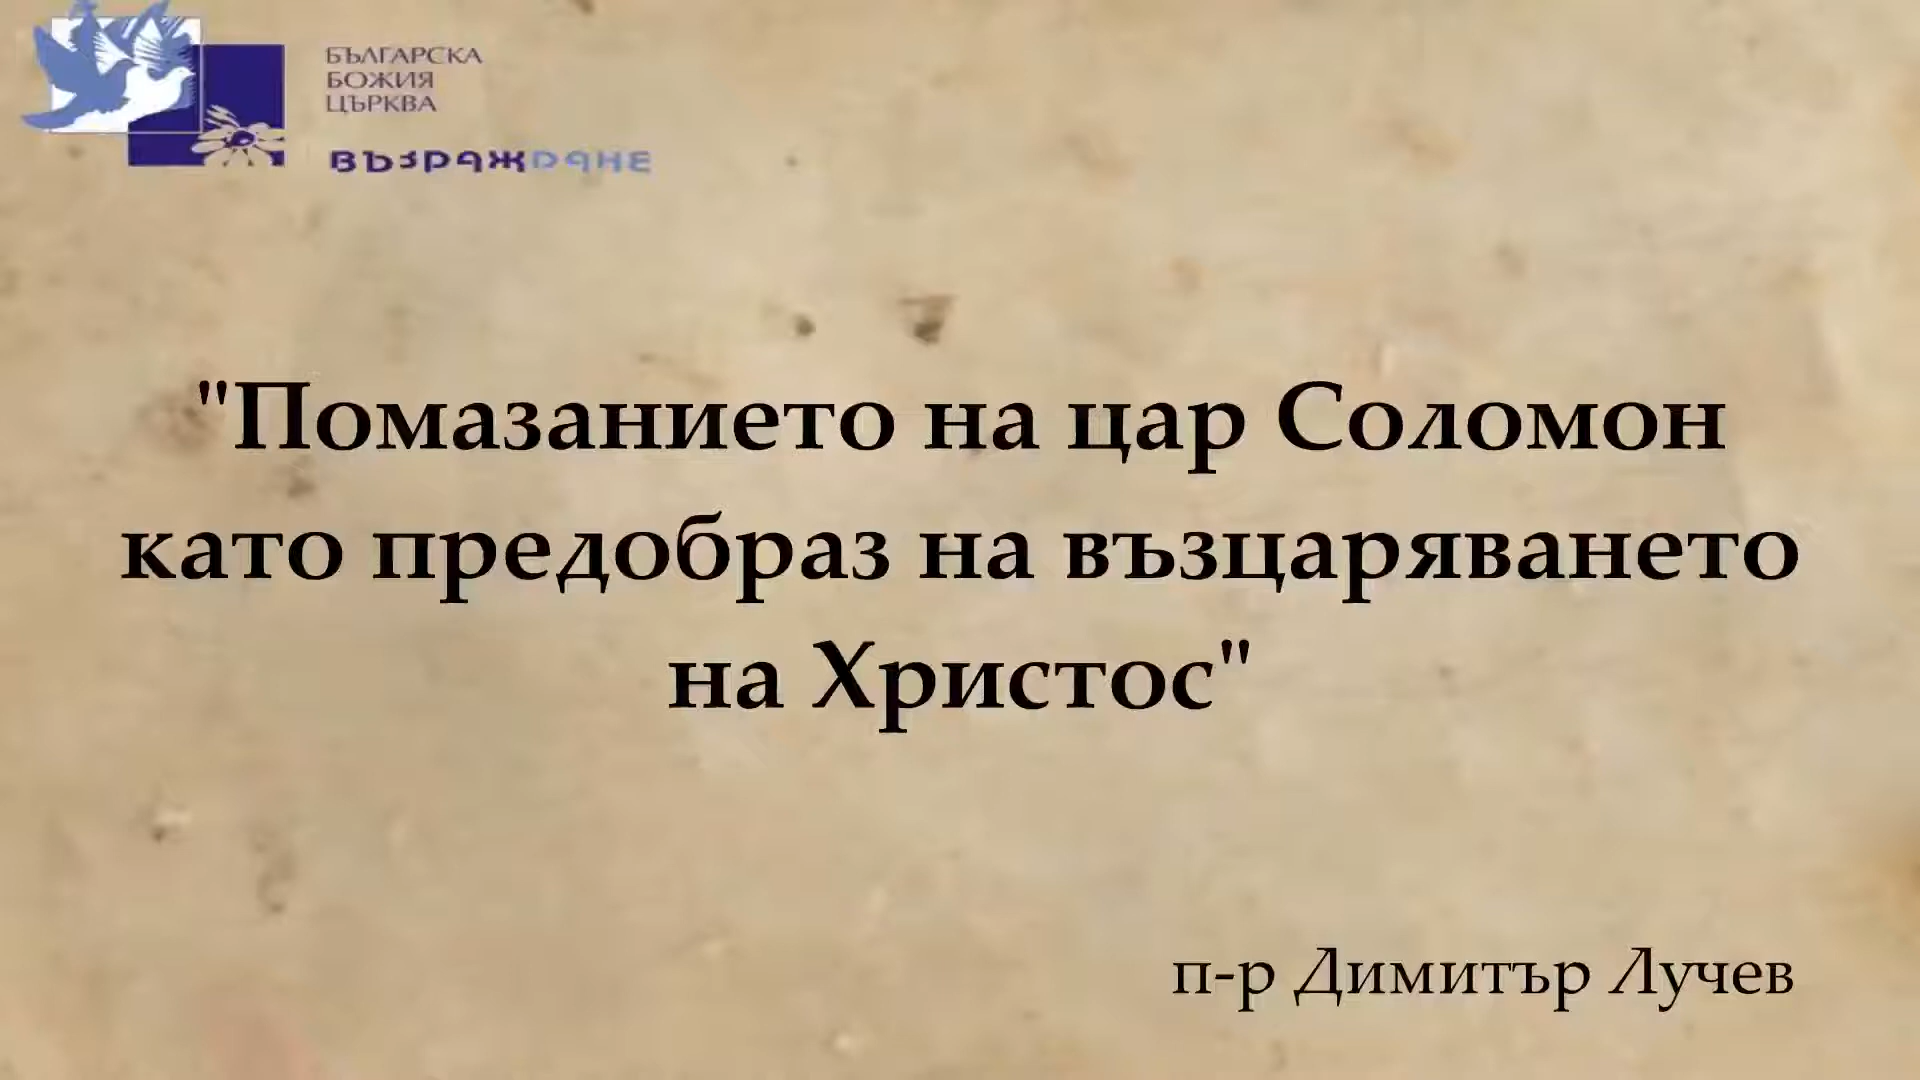 БЪЛГАРСКА
БОЖИЯ
ЦЪРКВА
ВЪЗРАЖДАНЕ
"Помазанието на цар Соломон
като предобраз на възцаряването
на Христос"
п-р Димитър Лучев